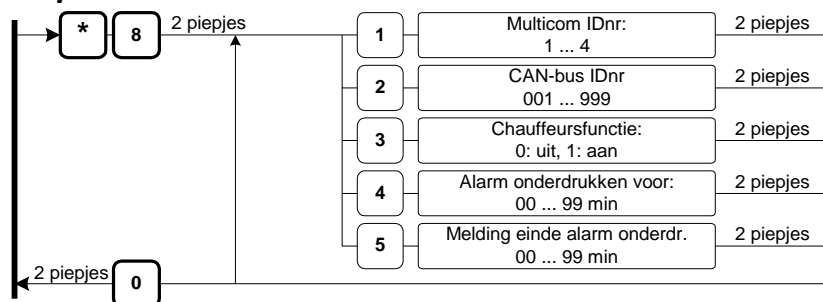 * 8 2 piepjes 1 Multicom IDnr: 2 piepjes
1 ... 4
2 CAN-bus IDnr 2 piepjes
001 ... 999
3 Chauffeursfunctie: 2 piepjes
0: uit, 1: aan
4 Alarm onderdrukken voor: 2 piepjes
00 ... 99 min
5 Melding einde alarm onderdr. 2 piepjes
00 ... 99 min
2 piepjes 0